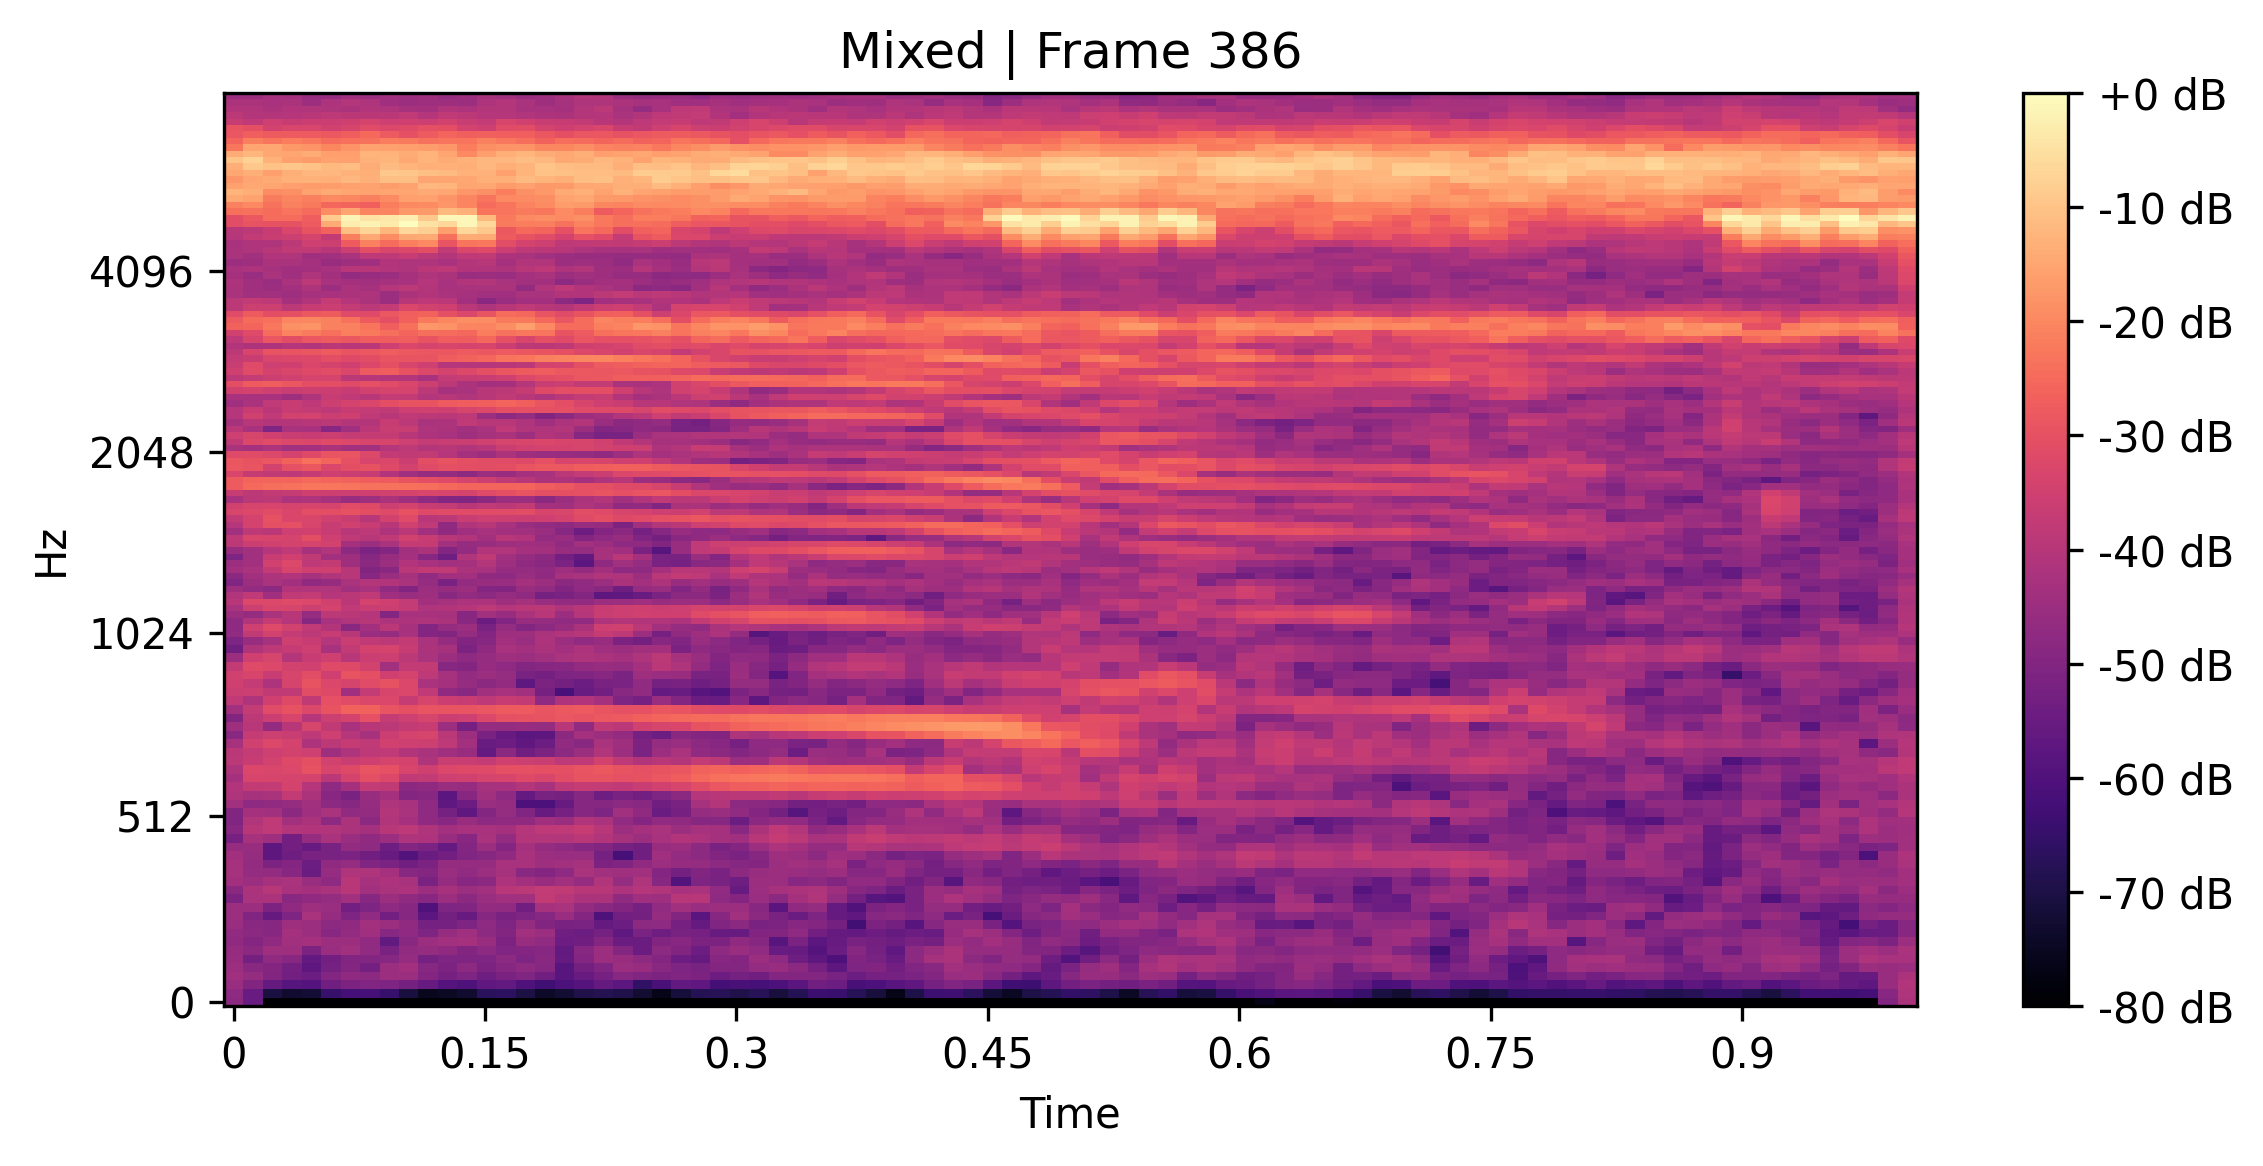 Mixed | Frame 386
+0 dB
-10 dB
-20 dB
-30 dB
-40 dB
-50 dB
-60 dB
-70 dB
-80 dB
Hz
4096
2048
1024
512
0
0 0.15 0.3 0.45 0.6 0.75 0.9
Time